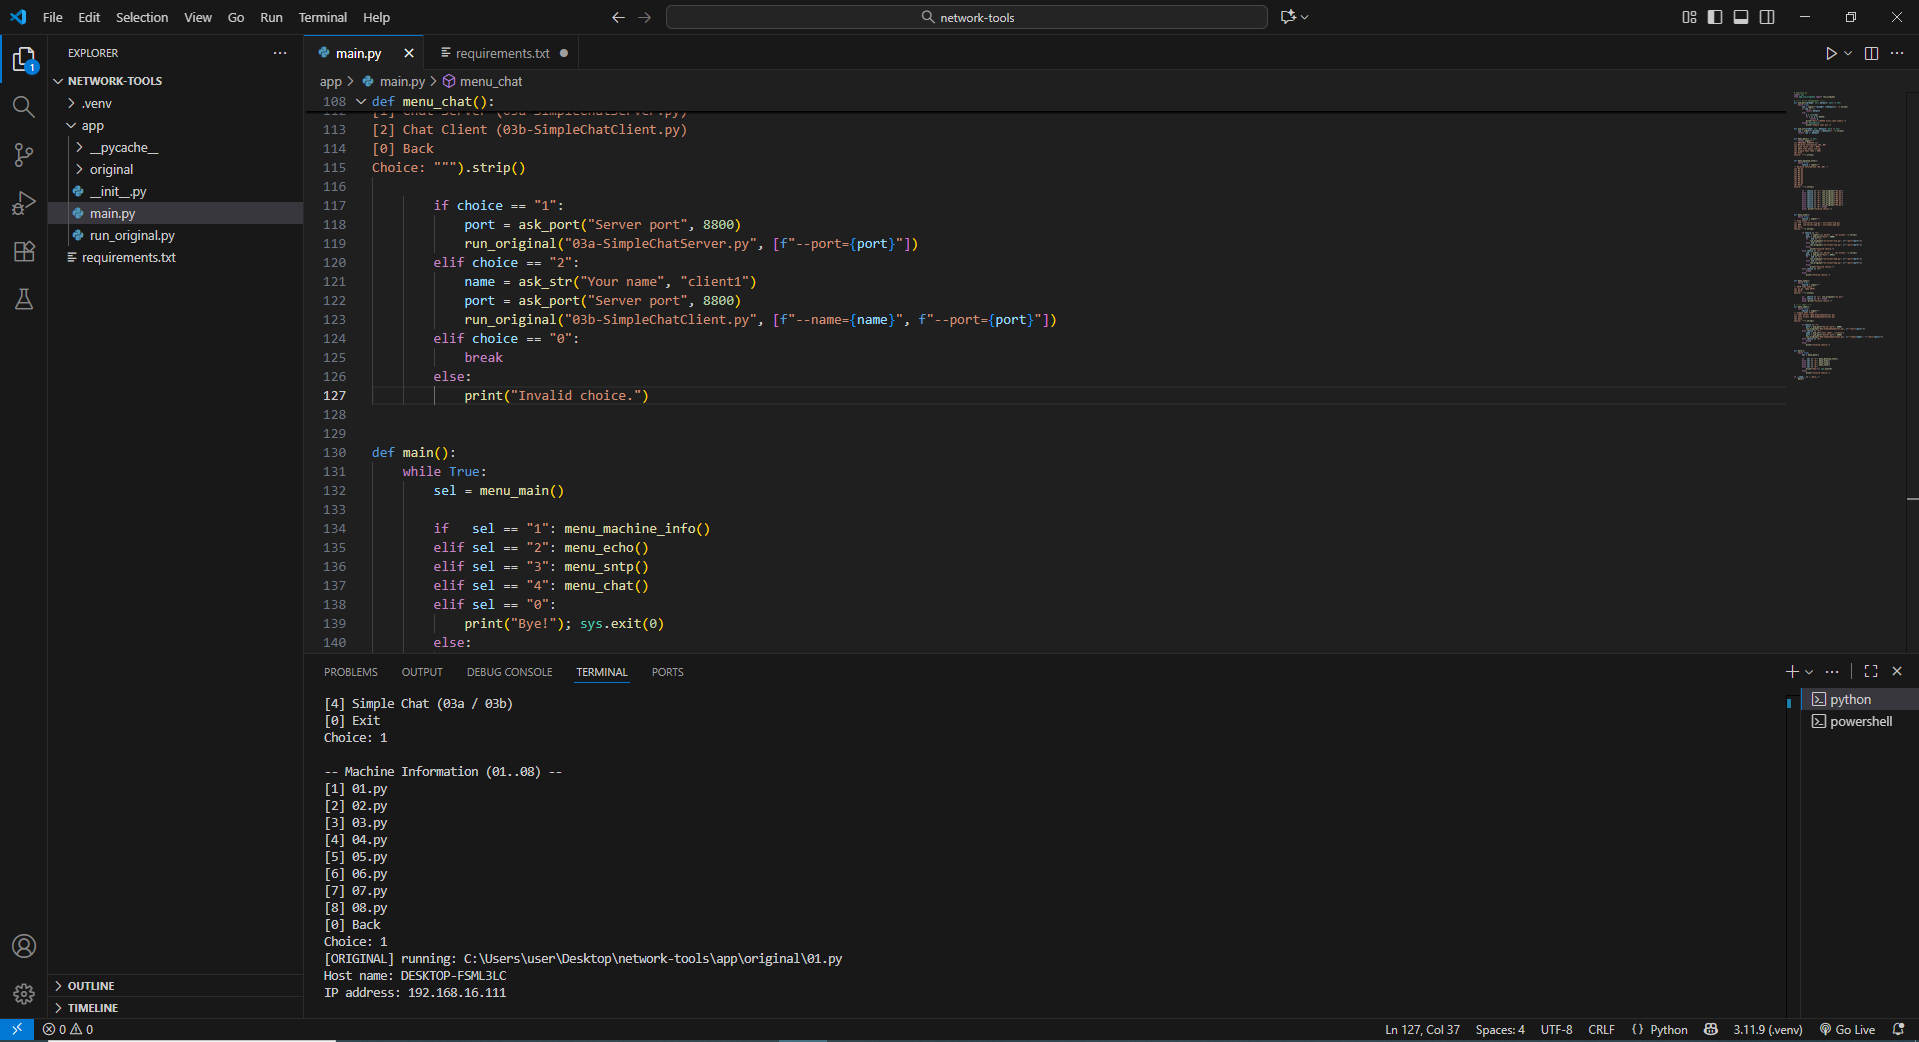 File Edit Selection View Go Run Terminal Help
network-tools
EXPLORER
NETWORK-TOOLS
.venv
app
__pycache__
original
__init__.py
main.py
run_original.py
requirements.txt
OUTLINE
TIMELINE
1
main.py
requirements.txt
app > main.py > menu_chat
108 def menu_chat():
112 [1] Chat Server (03a-SimpleChatServer.py)
113 [2] Chat Client (03b-SimpleChatClient.py)
114 [0] Back
115 Choice: """).strip()
116
117 if choice == "1":
118 port = ask_port("Server port", 8800)
119 run_original("03a-SimpleChatServer.py", [f"--port={port}"])
120 elif choice == "2":
121 name = ask_str("Your name", "client1")
122 port = ask_port("Server port", 8800)
123 run_original("03b-SimpleChatClient.py", [f"--name={name}", f"--port={port}"])
124 elif choice == "0":
125 break
126 else:
127 print("Invalid choice.")
128
129
130 def main():
131 while True:
132 sel = menu_main()
133
134 if   sel == "1": menu_machine_info()
135 elif sel == "2": menu_echo()
136 elif sel == "3": menu_sntp()
137 elif sel == "4": menu_chat()
138 elif sel == "0":
139 print("Bye!"); sys.exit(0)
140 else:
PROBLEMS OUTPUT DEBUG CONSOLE TERMINAL PORTS
[4] Simple Chat (03a / 03b)
[0] Exit
Choice: 1
-- Machine Information (01..08) --
[1] 01.py
[2] 02.py
[3] 03.py
[4] 04.py
[5] 05.py
[6] 06.py
[7] 07.py
[8] 08.py
[0] Back
Choice: 1
[ORIGINAL] running: C:\Users\user\Desktop\network-tools\app\original\01.py
Host name: DESKTOP-FSML3LC
IP address: 192.168.16.111
python
powershell
0 0
Ln 127, Col 37 Spaces: 4 UTF-8 CRLF {} Python 3.11.9 (.venv) Go Live